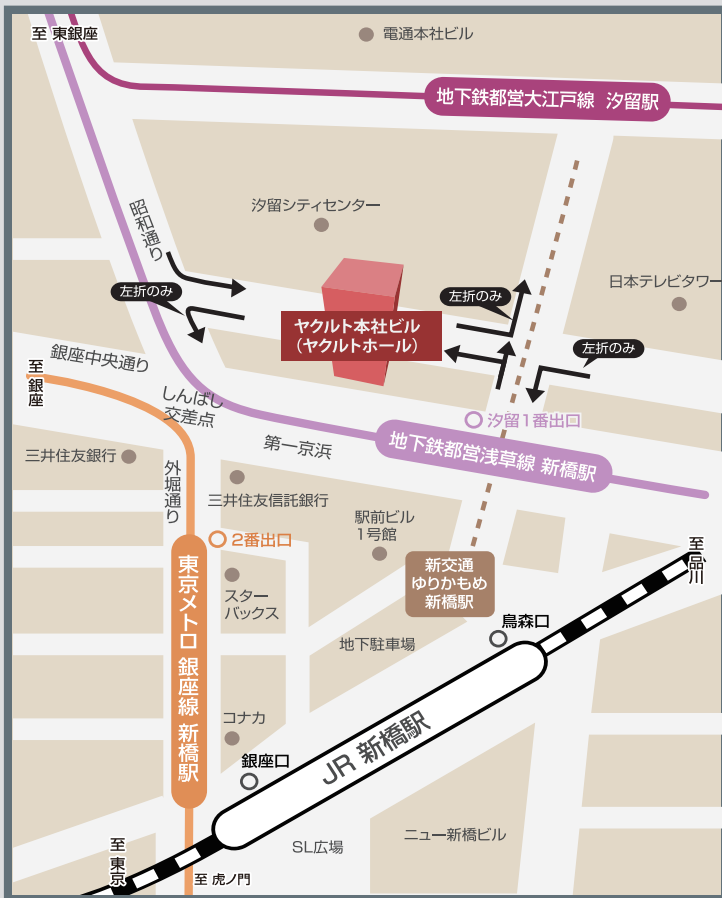 至 東銀座
電通本社ビル
地下鉄都営大江戸線 汐留駅
昭和通り
汐留シティセンター
日本テレビタワー
左折のみ
左折のみ
左折のみ
ヤクルト本社ビル
（ヤクルトホール）
至 銀座
銀座中央通り
しんばし
交差点
第一京浜
汐留1番出口
地下鉄都営浅草線 新橋駅
三井住友銀行
外堀通り
三井住友信託銀行
2番出口
駅前ビル
1号館
至 品川
新交通
ゆりかもめ
新橋駅
東京メトロ 銀座線 新橋駅
スター
バックス
烏森口
地下駐車場
コナカ
銀座口
JR 新橋駅
SL広場
ニュー新橋ビル
至 東京
至 虎ノ門